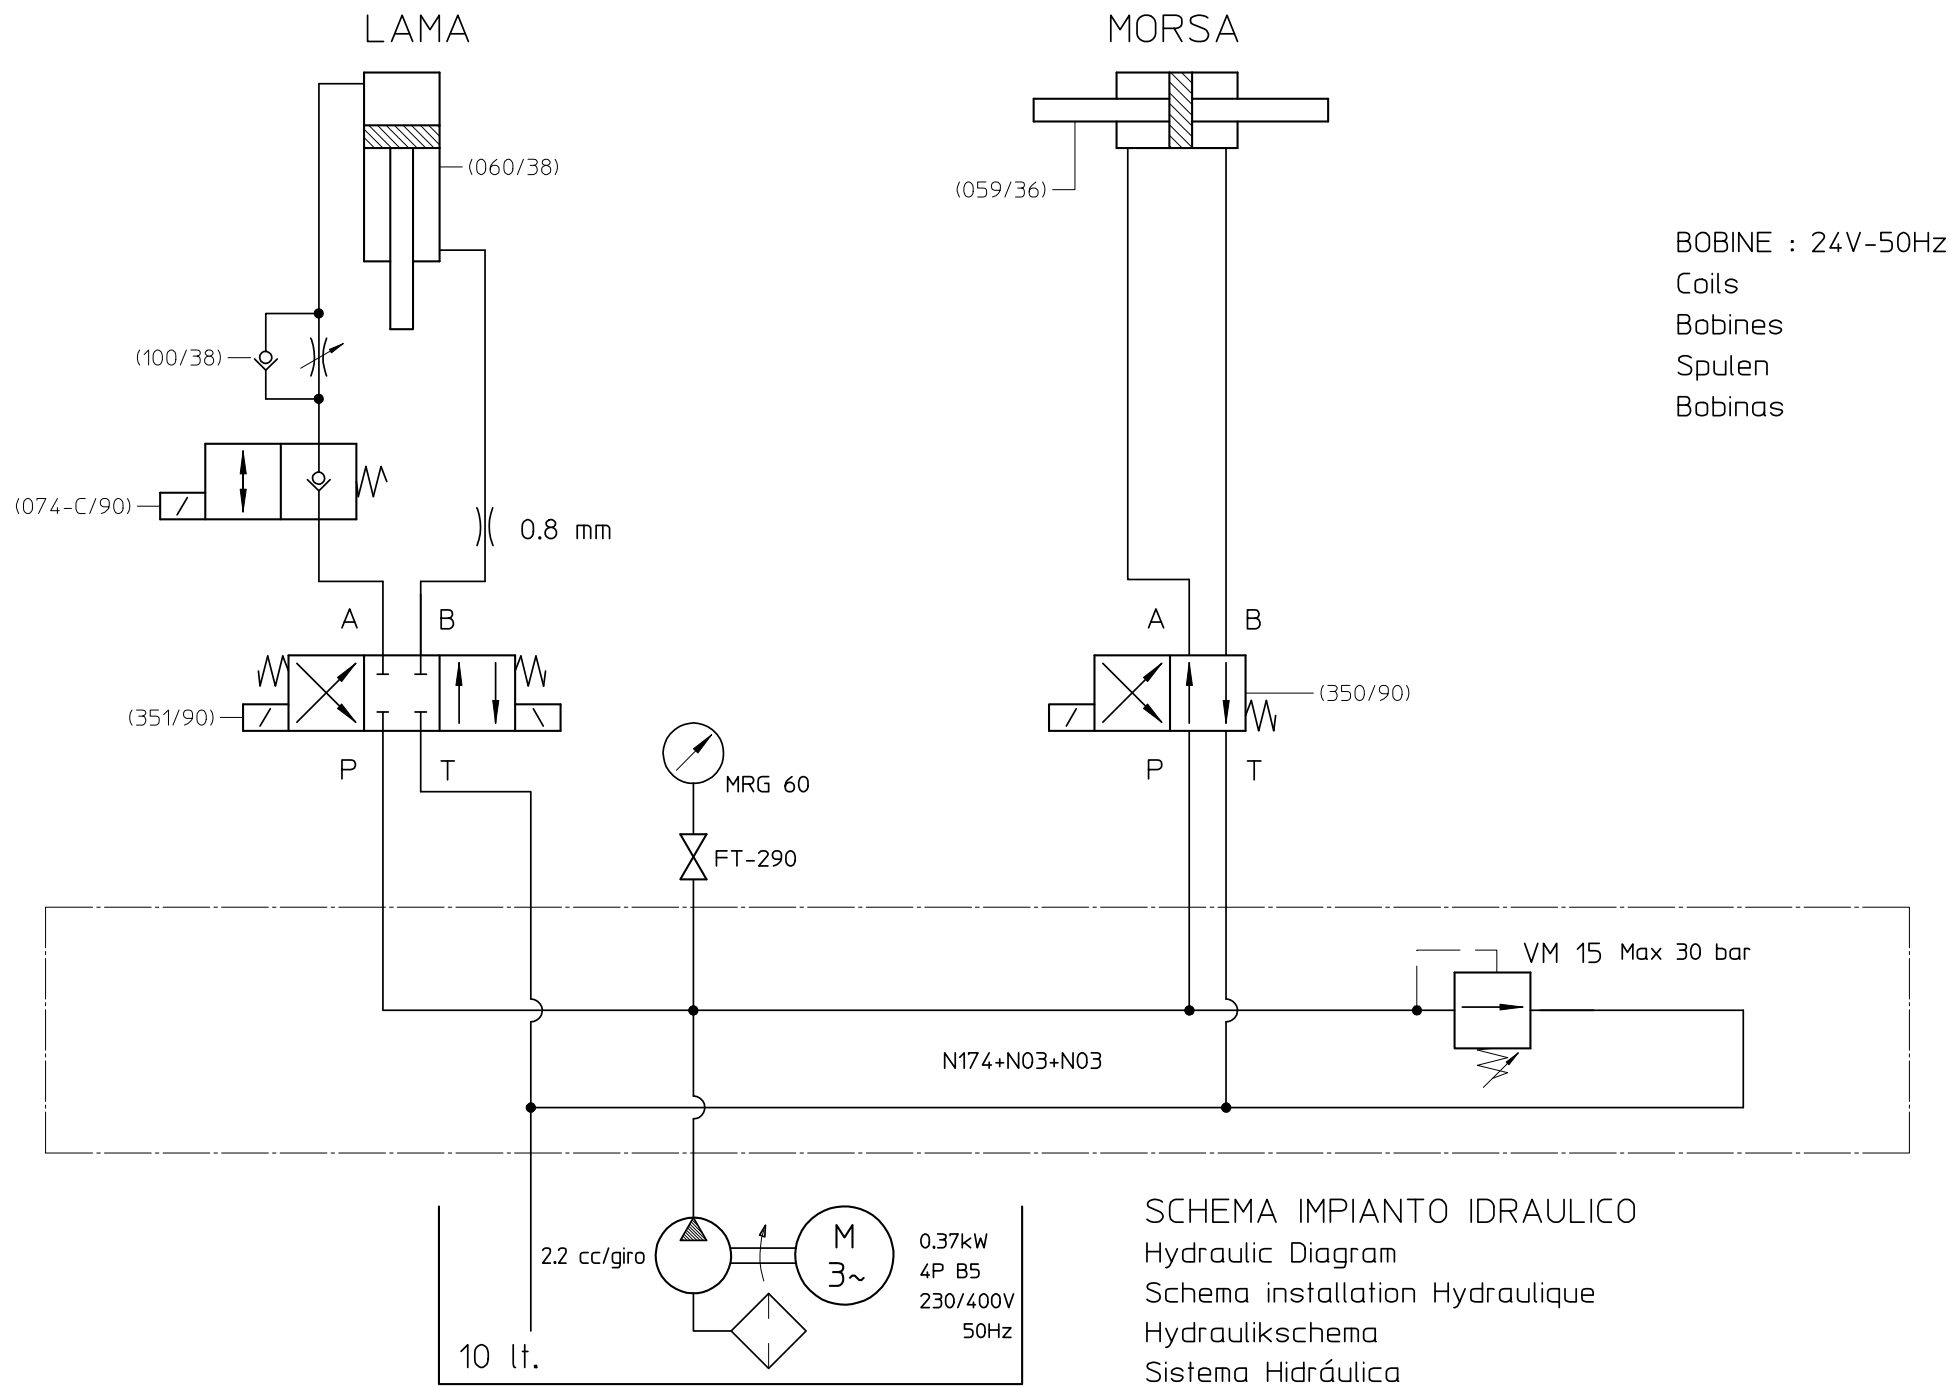 LAMA
MORSA
(060/38)
(059/36)
BOBINE : 24V-50Hz
Coils
Bobines
Spulen
Bobinas
(100/38)
(074-C/90)
0.8 mm
A B
A B
(351/90)
(350/90)
P T
P T
MRG 60
FT-290
VM 15 Max 30 bar
N174+N03+N03
2.2 cc/giro
M
3~
0.37kW
4P B5
230/400V
50Hz
10 lt.
SCHEMA IMPIANTO IDRAULICO
Hydraulic Diagram
Schema installation Hydraulique
Hydraulikschema
Sistema Hidráulica